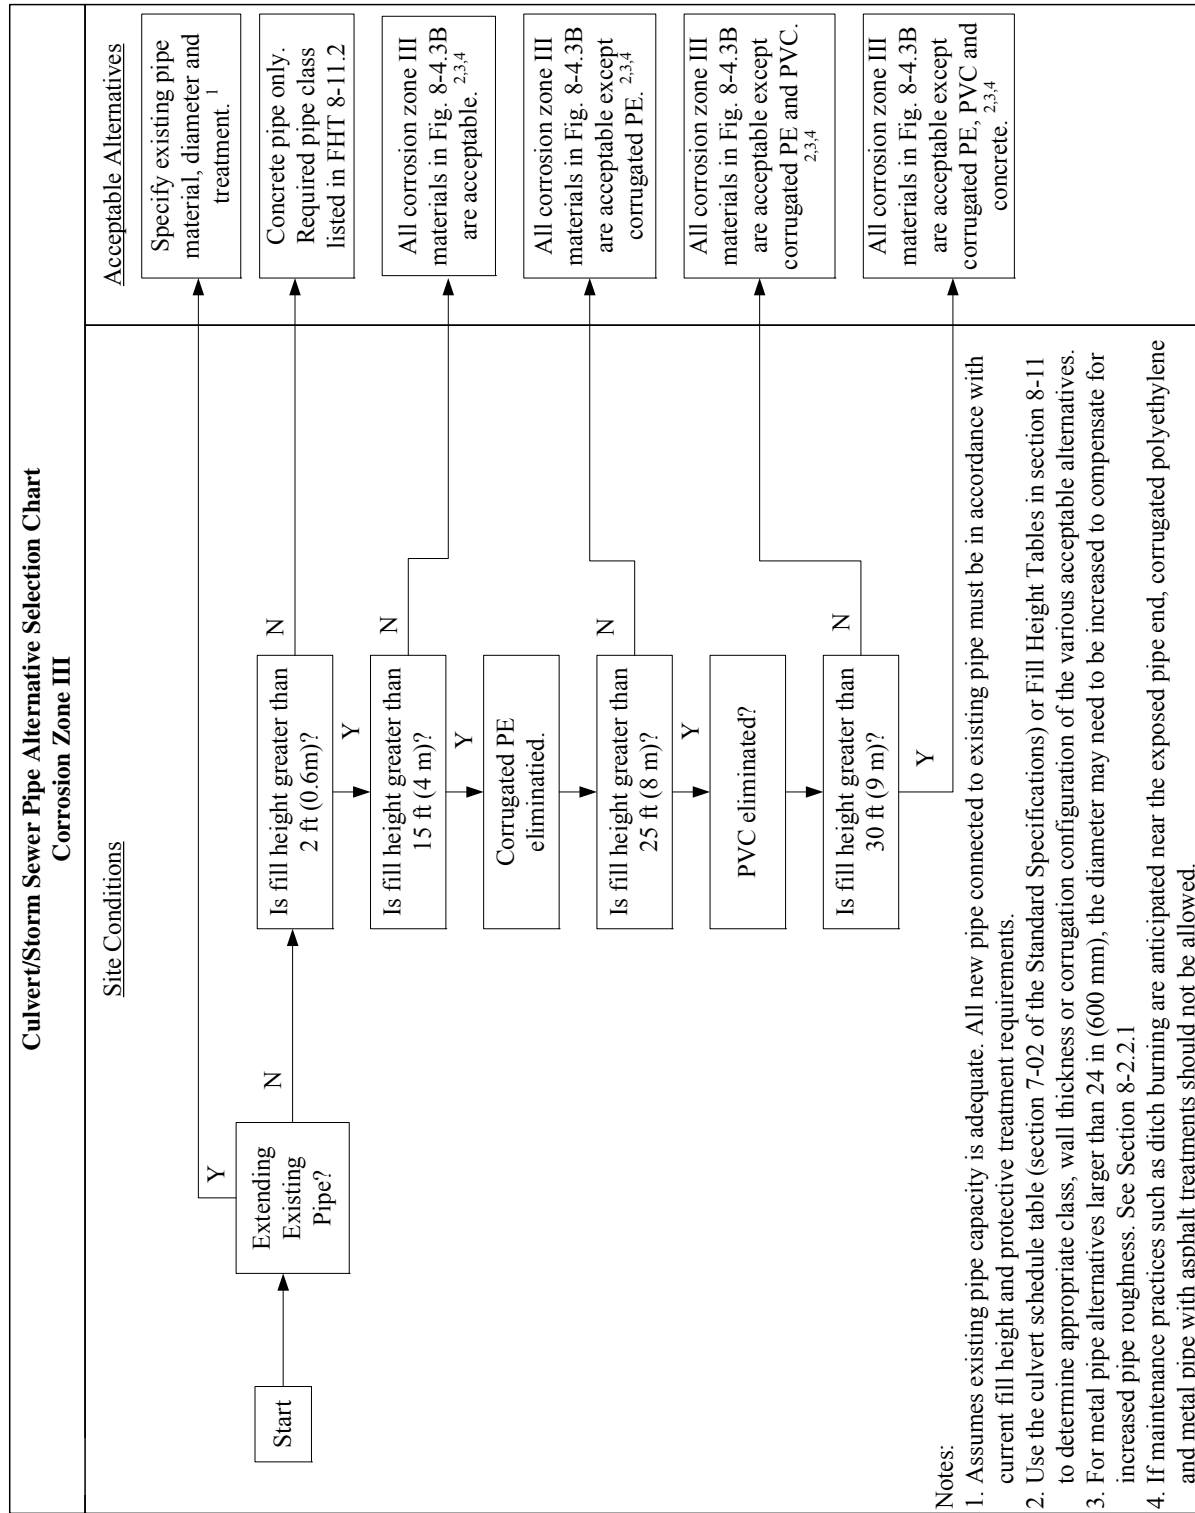 Culvert/Storm Sewer Pipe Alternative Selection Chart
Corrosion Zone III
Site Conditions
Acceptable Alternatives
Start
Extending
Existing
Pipe?
Y
N
Specify existing pipe
material, diameter and
treatment. 1
Is fill height greater than
2 ft (0.6m)?
N
Y
Concrete pipe only.
Required pipe class
listed in FHT 8-11.2
Is fill height greater than
15 ft (4 m)?
N
Y
All corrosion zone III
materials in Fig. 8-4.3B
are acceptable. 2,3,4
Corrugated PE
eliminatied.
Is fill height greater than
25 ft (8 m)?
N
Y
All corrosion zone III
materials in Fig. 8-4.3B
are acceptable except
corrugated PE. 2,3,4
PVC eliminated?
Is fill height greater than
30 ft (9 m)?
N
Y
All corrosion zone III
materials in Fig. 8-4.3B
are acceptable except
corrugated PE and PVC.
2,3,4
All corrosion zone III
materials in Fig. 8-4.3B
are acceptable except
corrugated PE, PVC and
concrete. 2,3,4
Notes:
1. Assumes existing pipe capacity is adequate. All new pipe connected to existing pipe must be in accordance with
current fill height and protective treatment requirements.
2. Use the culvert schedule table (section 7-02 of the Standard Specifications) or Fill Height Tables in section 8-11
to determine appropriate class, wall thickness or corrugation configuration of the various acceptable alternatives.
3. For metal pipe alternatives larger than 24 in (600 mm), the diameter may need to be increased to compensate for
increased pipe roughness. See Section 8-2.2.1
4. If maintenance practices such as ditch burning are anticipated near the exposed pipe end, corrugated polyethylene
and metal pipe with asphalt treatments should not be allowed.